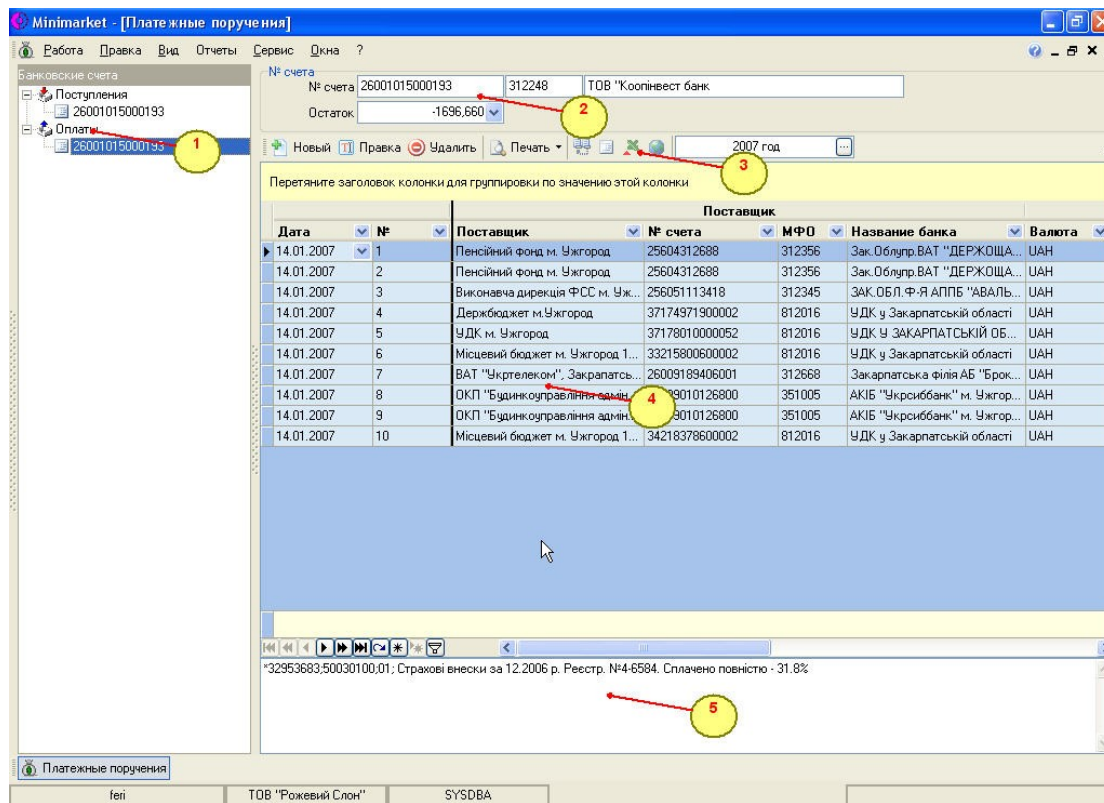 Minimarket - [Платежные поручения]
Работа Правка Вид Отчеты Сервис Окна ?
Банковские счета
Поступления
26001015000193
Оплаты
26001015000193
1
№ счета
№ счета 26001015000193 312248 ТОВ "Коопінвест банк
Остаток -1696,660
2
Новый Правка Удалить Печать 2007 год ...
3
Перетяните заголовок колонки для группировки по значению этой колонки
Поставщик
Дата № Поставщик № счета МФО Название банка Валюта
14.01.2007 1 Пенсійний фонд м. Ужгород 25604312688 312356 Зак.Облупр.ВАТ "ДЕРЖОЩА... UAH
14.01.2007 2 Пенсійний фонд м. Ужгород 25604312688 312356 Зак.Облупр.ВАТ "ДЕРЖОЩА... UAH
14.01.2007 3 Виконавча дирекція ФСС м. Уж... 256051113418 312345 ЗАК.ОБЛ.Ф-Я АППБ "АВАЛЬ... UAH
14.01.2007 4 Держбюджет м.Ужгород 37174971900002 812016 УДК у Закарпатській області UAH
14.01.2007 5 УДК м. Ужгород 37178010000052 812016 УДК У ЗАКАРПАТСЬКІЙ ОБ... UAH
14.01.2007 6 Місцевий бюджет м. Ужгород 1... 33215800600002 812016 УДК у Закарпатській області UAH
14.01.2007 7 ВАТ "Укртелеком", Закрапатсь... 26009189406001 312668 Закарпатська філія АБ "Брок... UAH
14.01.2007 8 ОКП "Будинкоуправління адмін. 9010126800 351005 АКІБ "Укрсиббанк" м. Ужгор... UAH
14.01.2007 9 ОКП "Будинкоуправління адмін. 9010126800 351005 АКІБ "Укрсиббанк" м. Ужгор... UAH
14.01.2007 10 Місцевий бюджет м. Ужгород 1... 34218378600002 812016 УДК у Закарпатській області UAH
4
*32953683;50030100;01; Страхові внески за 12.2006 р. Реєстр. №4-6584. Сплачено повністю - 31.8%
5
Платежные поручения
feri ТОВ "Рожевий Слон" SYSDBA